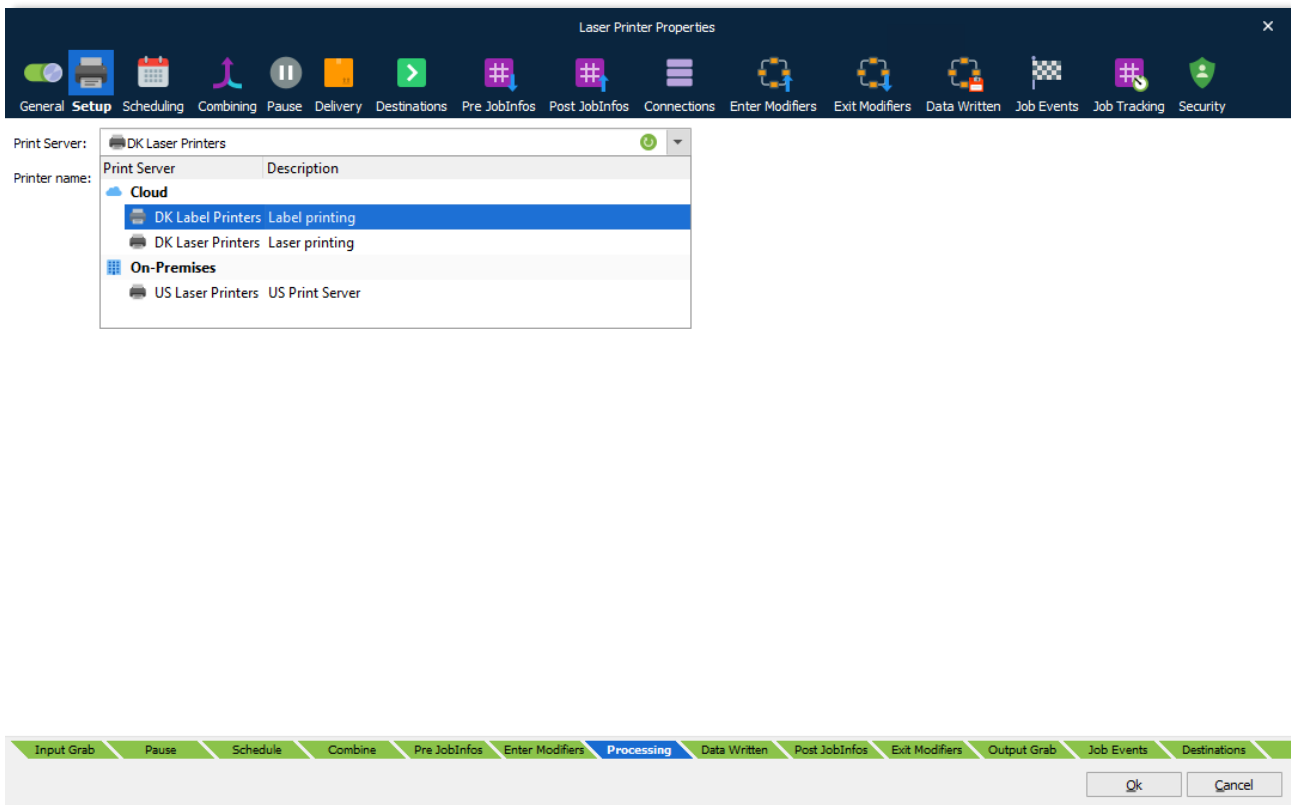 Laser Printer Properties
General Setup Scheduling Combining Pause Delivery Destinations Pre JobInfos Post JobInfos Connections Enter Modifiers Exit Modifiers Data Written Job Events Job Tracking Security
Print Server: DK Laser Printers
Printer name:
Print Server Description
Cloud
DK Label Printers Label printing
DK Laser Printers Laser printing
On-Premises
US Laser Printers US Print Server
Input Grab Pause Schedule Combine Pre JobInfos Enter Modifiers Processing Data Written Post JobInfos Exit Modifiers Output Grab Job Events Destinations
Ok Cancel